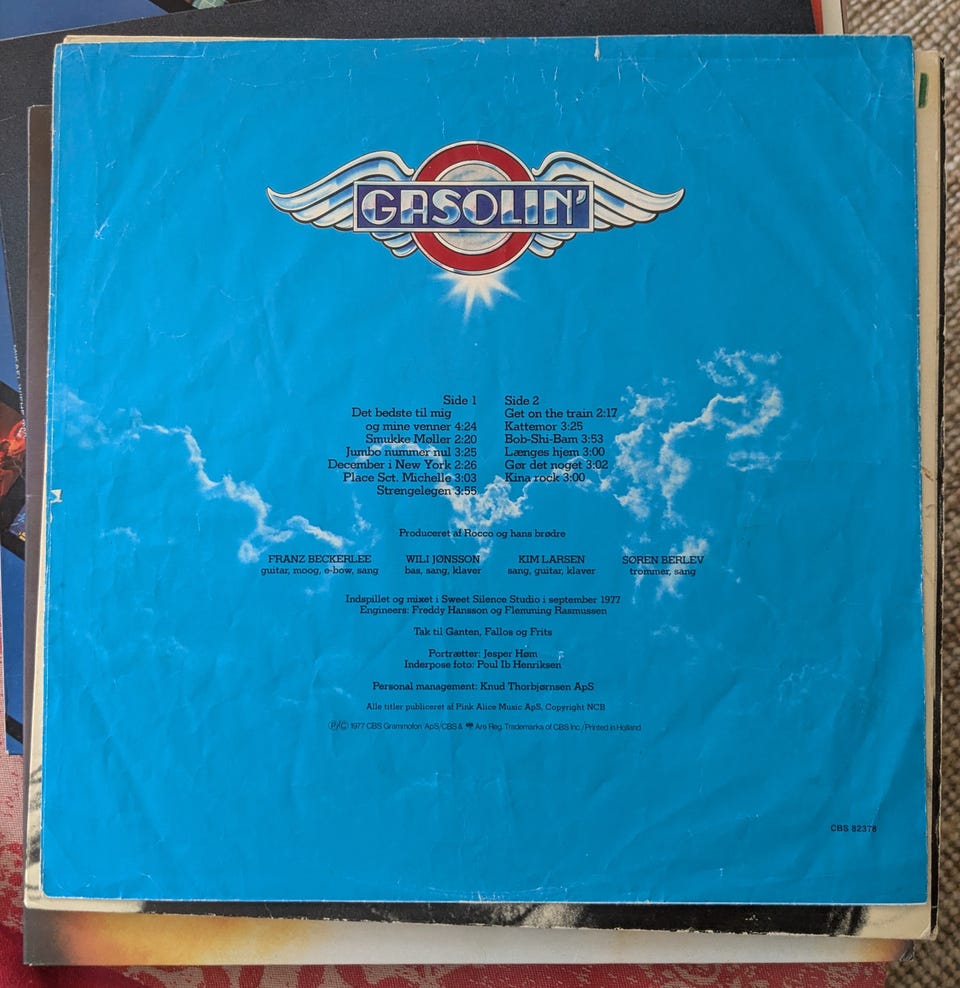 GASOLIN'
Side 1
Det bedste til mig
og mine venner 4:24
Smukke Møller 2:20
Jumbo nummer nul 3:25
December i New York 2:26
Place Sct. Michelle 3:03
Strengelegen 3:55
Side 2
Get on the train 2:17
Kattemor 3:25
Bob-Shi-Bam 3:53
Længes hjem 3:00
Gør det noget 3:02
Kina rock 3:00
Produceret af Rocco og hans brødre
FRANZ BECKERLEE
guitar, moog, e-bow, sang
WILI JØNSSON
bas, sang, klaver
KIM LARSEN
sang, guitar, klaver
SØREN BERLEV
trommer, sang
Indspillet og mixet i Sweet Silence Studio i september 1977
Engineers: Freddy Hansson og Flemming Rasmussen
Tak til Ganten, Fallos og Frits
Portrætter: Jesper Høm
Inderpose foto: Poul Ib Henriksen
Personal management: Knud Thorbjørnsen ApS
Alle titler publiceret af Pink Alice Music ApS, Copyright NCB
Ⓟ/© 1977 CBS Grammofon ApS/CBS & Are Reg. Trademarks of CBS Inc / Printed in Holland
CBS 82378